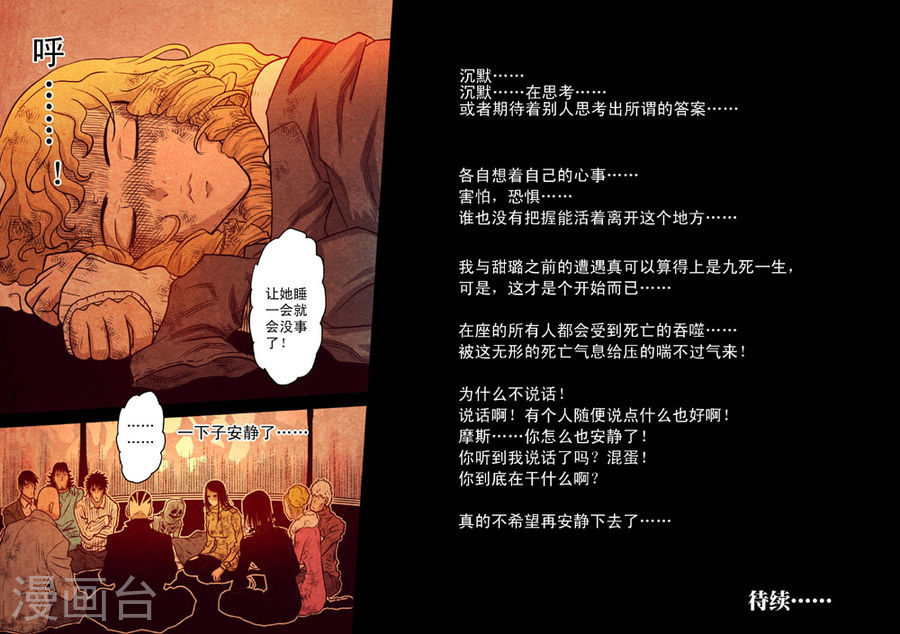 呼……！
让她睡
一会就
会没事
了！
……
……
一下子安静了……
漫画台
沉默……
沉默……在思考……
或者期待着别人思考出所谓的答案……
各自想着自己的心事……
害怕，恐惧……
谁也没有把握能活着离开这个地方……
我与甜璐之前的遭遇真可以算得上是九死一生，
可是，这才是个开始而已……
在座的所有人都会受到死亡的吞噬……
被这无形的死亡气息给压的喘不过气来！
为什么不说话！
说话啊！有个人随便说点什么也好啊！
摩斯……你怎么也安静了！
你听到我说话了吗？混蛋！
你到底在干什么啊？
真的不希望再安静下去了……
待续……